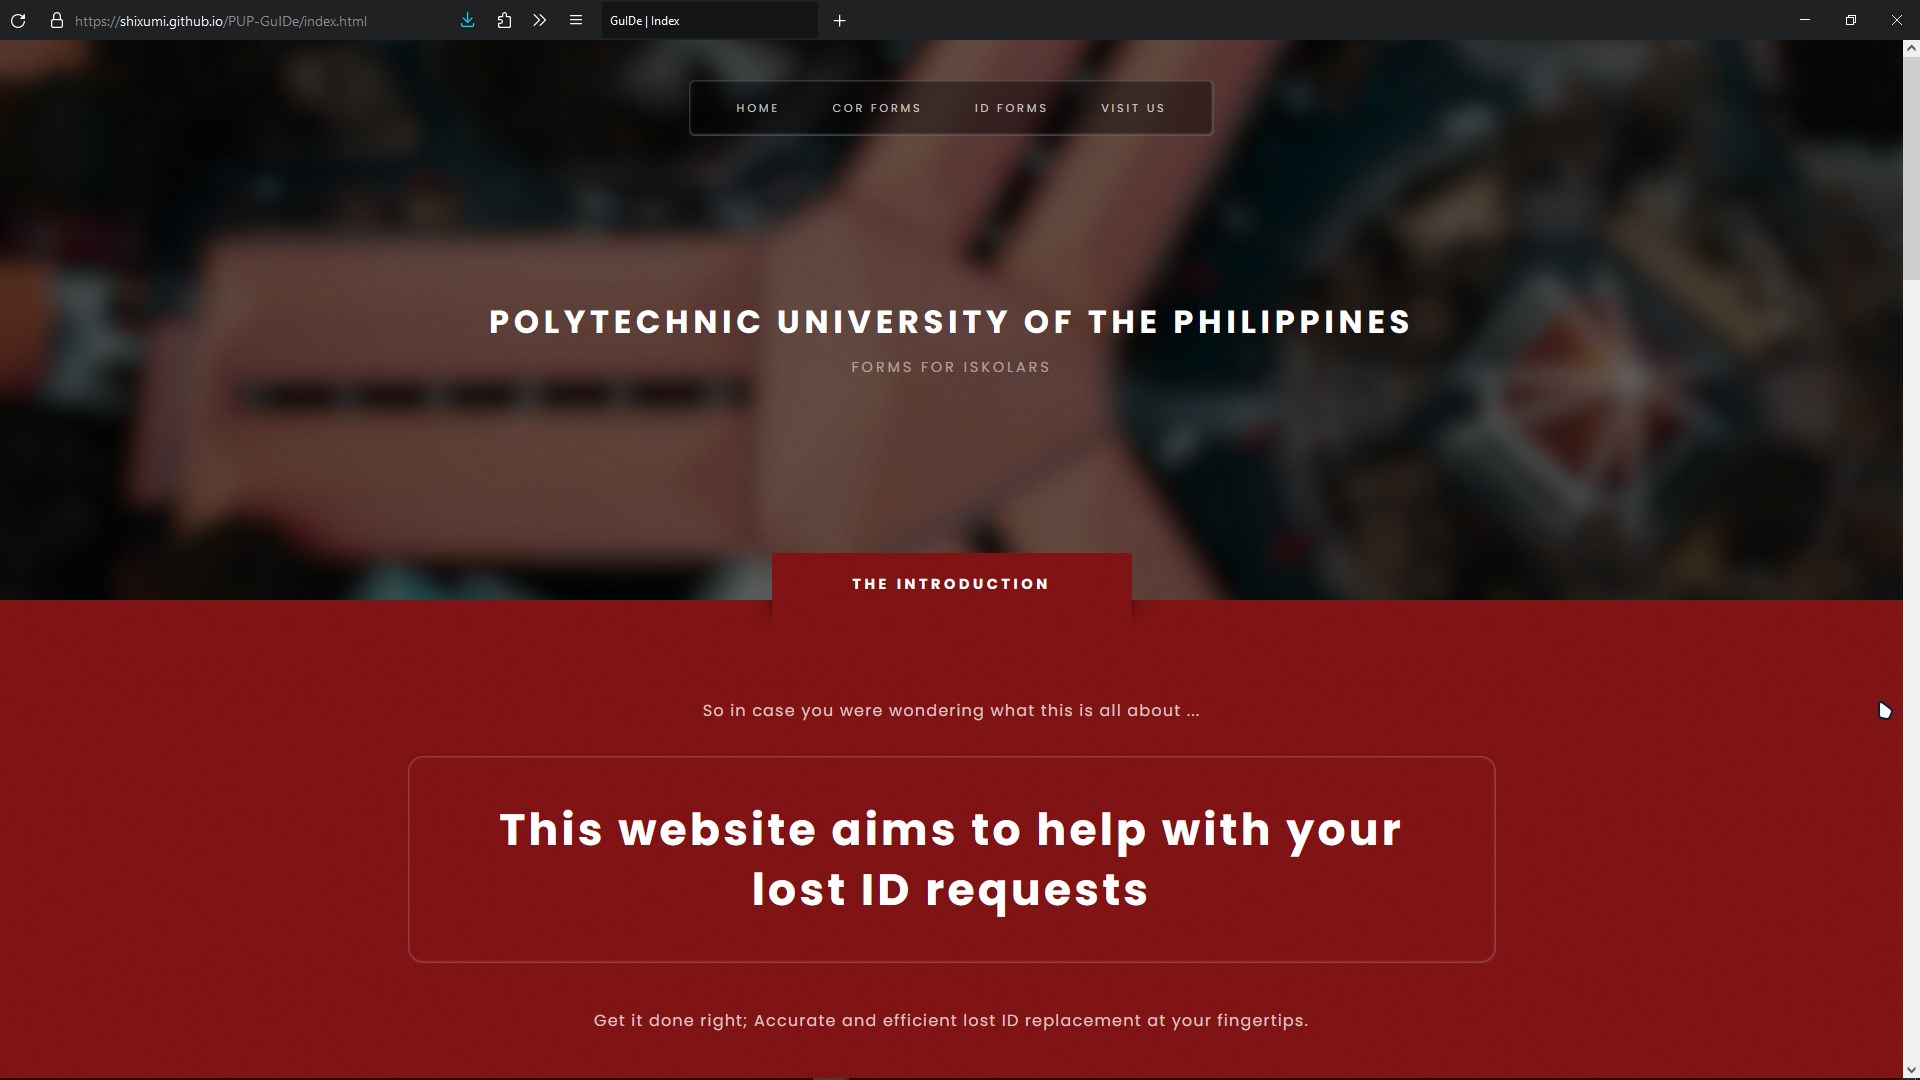 https://shixumi.github.io/PUP-GuIDe/index.html
GuIDe | Index
HOME COR FORMS ID FORMS VISIT US
POLYTECHNIC UNIVERSITY OF THE PHILIPPINES
FORMS FOR ISKOLARS
THE INTRODUCTION
So in case you were wondering what this is all about ...
This website aims to help with your
lost ID requests
Get it done right; Accurate and efficient lost ID replacement at your fingertips.